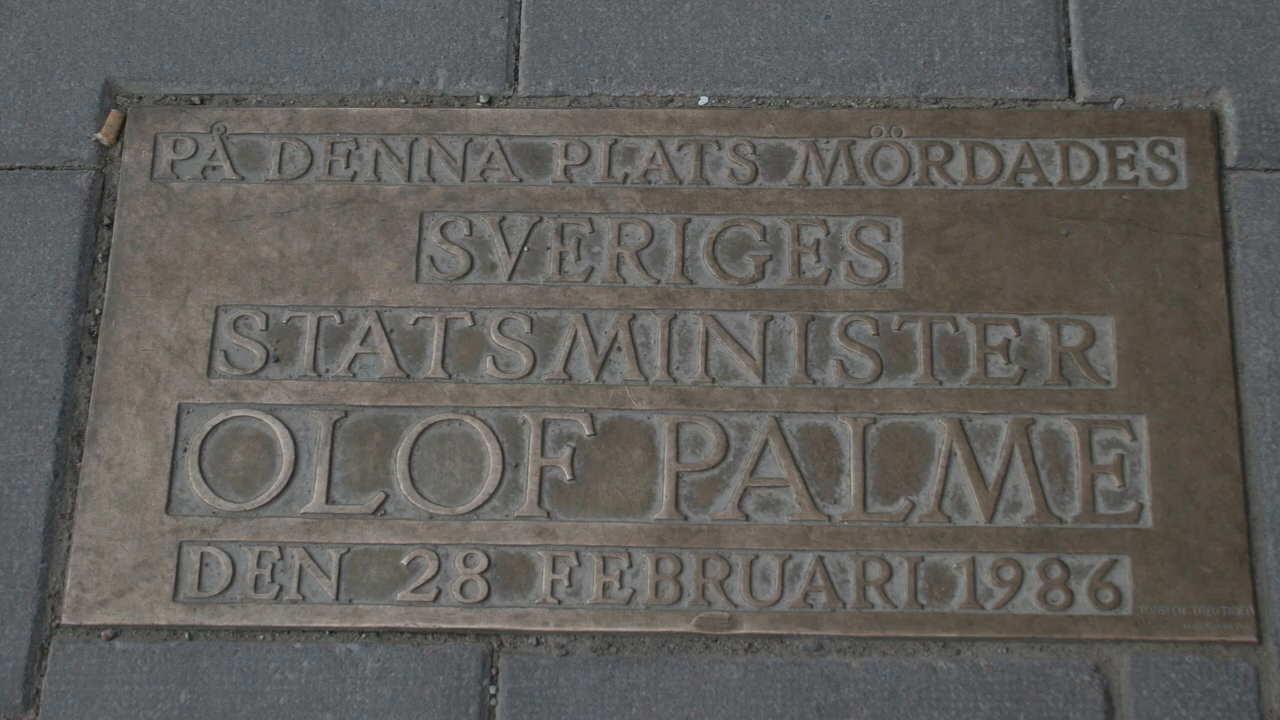 PÅ DENNA PLATS MÖRDADES
SVERIGES
STATSMINISTER
OLOF PALME
DEN 28 FEBRUARI 1986